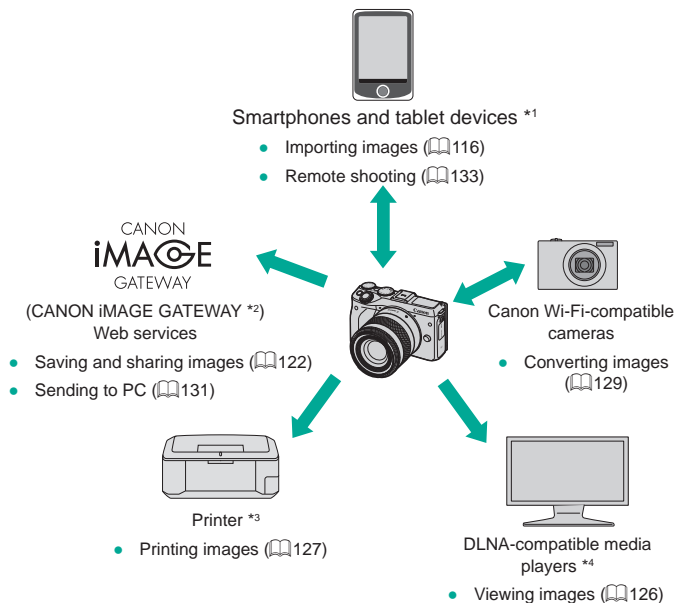 Smartphones and tablet devices *1
● Importing images (116)
● Remote shooting (133)
CANON
iMAGE
GATEWAY
(CANON iMAGE GATEWAY *2)
Web services
● Saving and sharing images (122)
● Sending to PC (131)
Canon
Canon Wi-Fi-compatible
cameras
● Converting images
(129)
Printer *3
● Printing images (127)
DLNA-compatible media
players *4
● Viewing images (126)